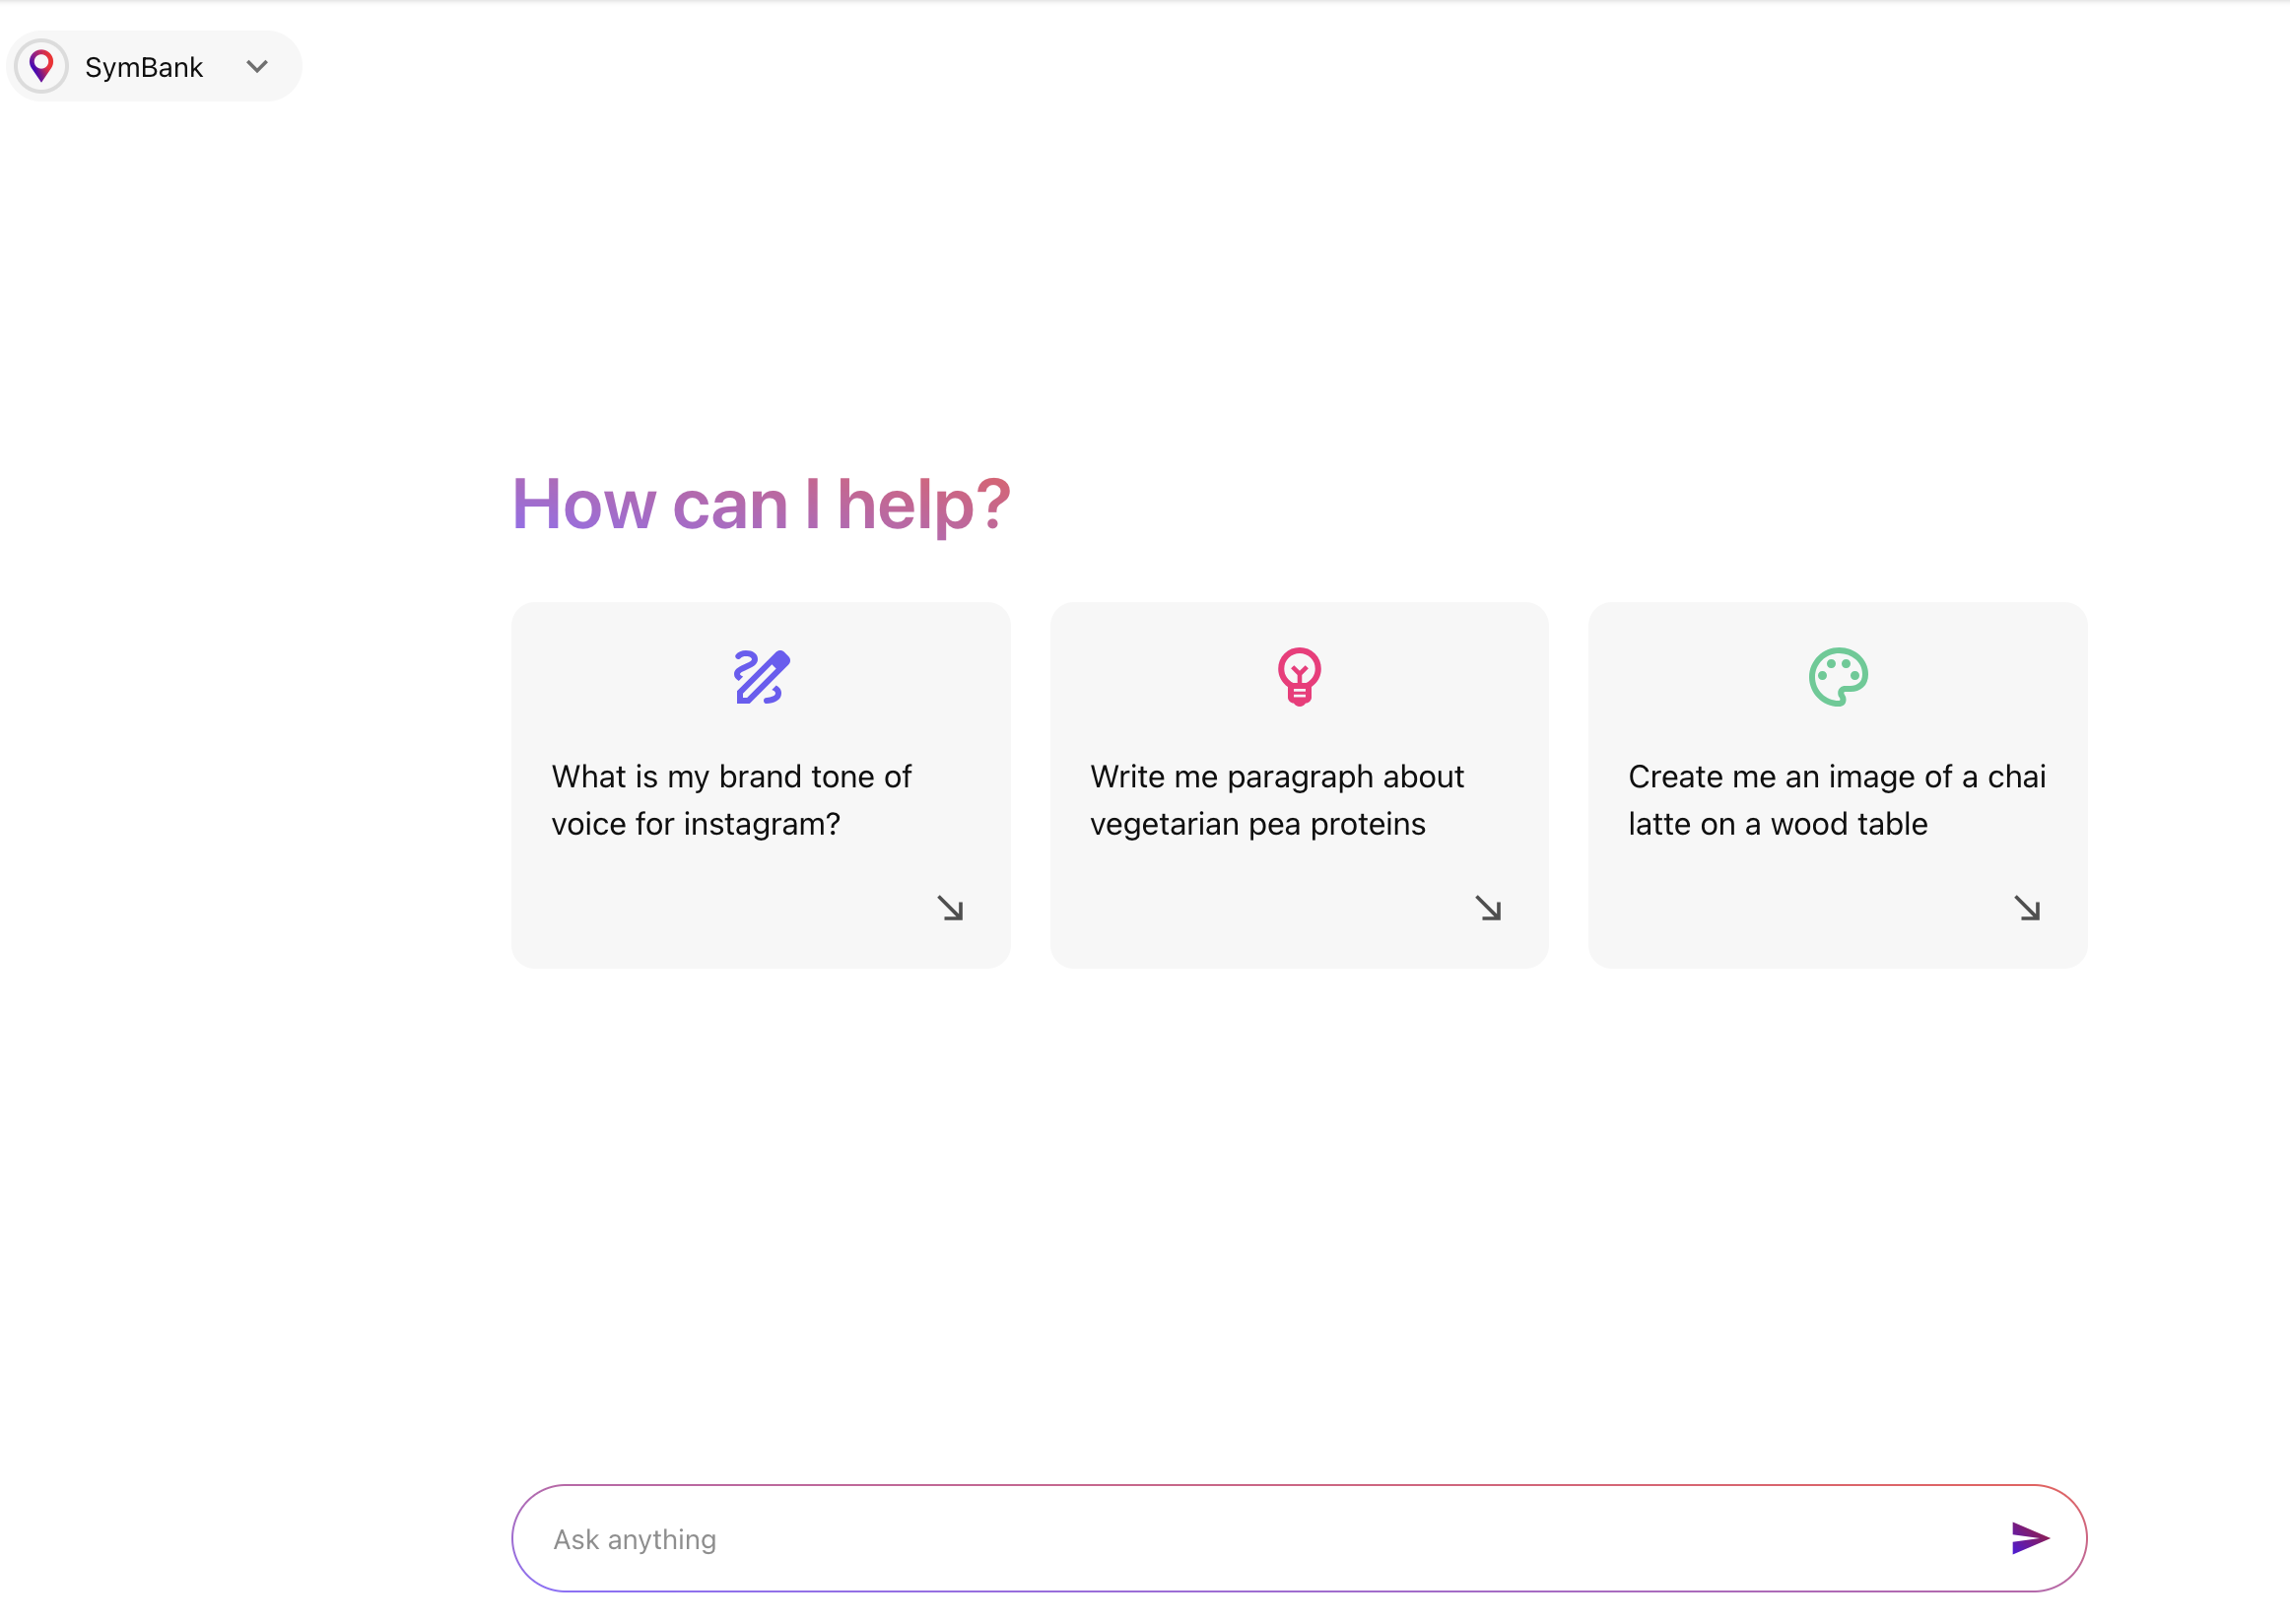 SymBank
How can I help?
What is my brand tone of
voice for instagram?
Write me paragraph about
vegetarian pea proteins
Create me an image of a chai
latte on a wood table
Ask anything